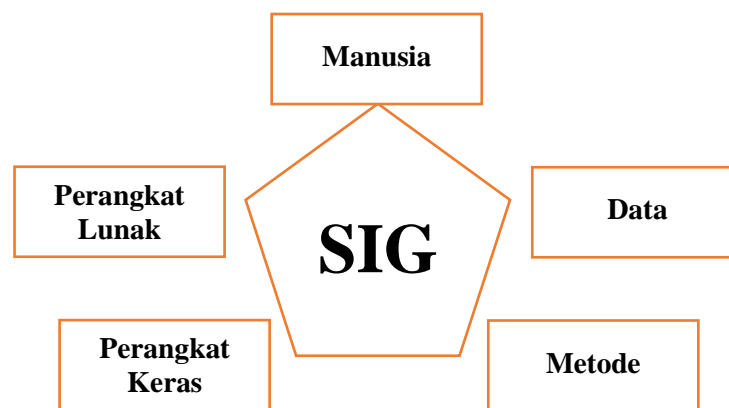 Manusia
Perangkat
Lunak
Data
SIG
Perangkat
Keras
Metode